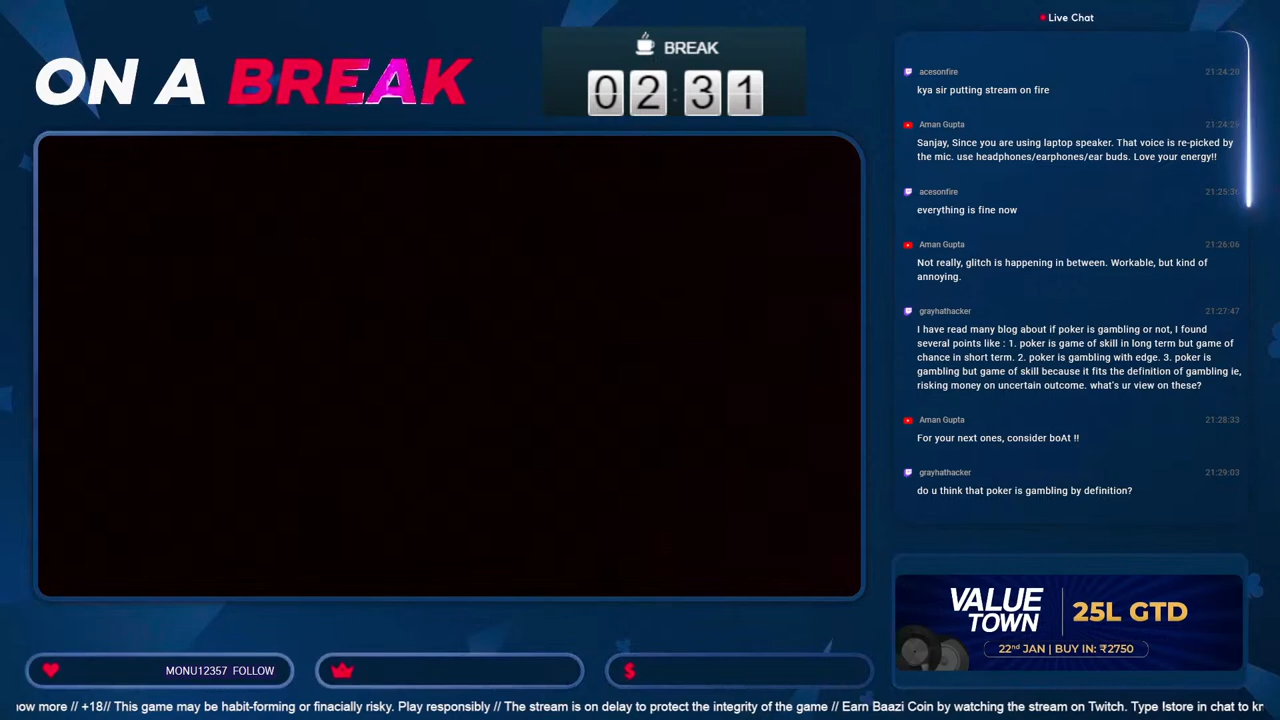 Live Chat
ON A BREAK
BREAK
02:31
acesonfire 21:24:20
kya sir putting stream on fire
Aman Gupta 21:24:29
Sanjay, Since you are using laptop speaker. That voice is re-picked by
the mic. use headphones/earphones/ear buds. Love your energy!!
acesonfire
everything is fine now
Aman Gupta 21:26:06
Not really, glitch is happening in between. Workable, but kind of
annoying.
grayhathacker 21:27:47
I have read many blog about if poker is gambling or not, I found
several points like : 1. poker is game of skill in long term but game of
chance in short term. 2. poker is gambling with edge. 3. poker is
gambling but game of skill because it fits the definition of gambling ie,
risking money on uncertain outcome. what's ur view on these?
Aman Gupta 21:28:33
For your next ones, consider boAt !!
grayhathacker 21:29:03
do u think that poker is gambling by definition?
VALUE
TOWN
25L GTD
22ND JAN | BUY IN: ₹2750
MONU12357 FOLLOW
$
ow more // +18// This game may be habit-forming or finacially risky. Play responsibly // The stream is on delay to protect the integrity of the game // Earn Baazi Coin by watching the stream on Twitch. Type !store in chat to kr